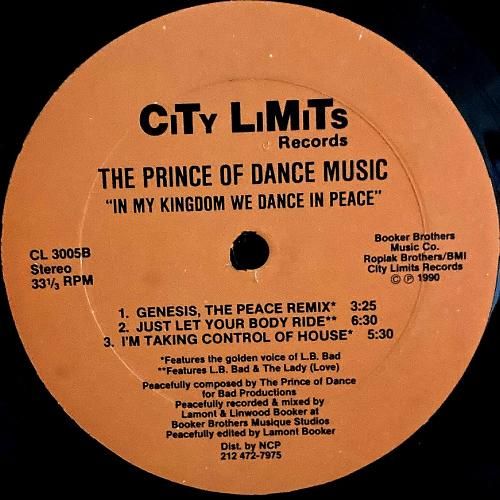 CiTy LiMiTs
Records
THE PRINCE OF DANCE MUSIC
"IN MY KINGDOM WE DANCE IN PEACE"
CL 3005B
Stereo
33 1/3 RPM
Booker Brothers
Music Co.
Ropiak Brothers/BMI
City Limits Records
© ℗ 1990
1. GENESIS, THE PEACE REMIX* 3:25
2. JUST LET YOUR BODY RIDE** 6:30
3. I'M TAKING CONTROL OF HOUSE* 5:30
*Features the golden voice of L.B. Bad
**Features L.B. Bad & The Lady (Love)
Peacefully composed by The Prince of Dance
for Bad Productions
Peacefully recorded & mixed by
Lamont & Linwood Booker at
Booker Brothers Musique Studios
Peacefully edited by Lamont Booker
Dist. by NCP
212 472-7975